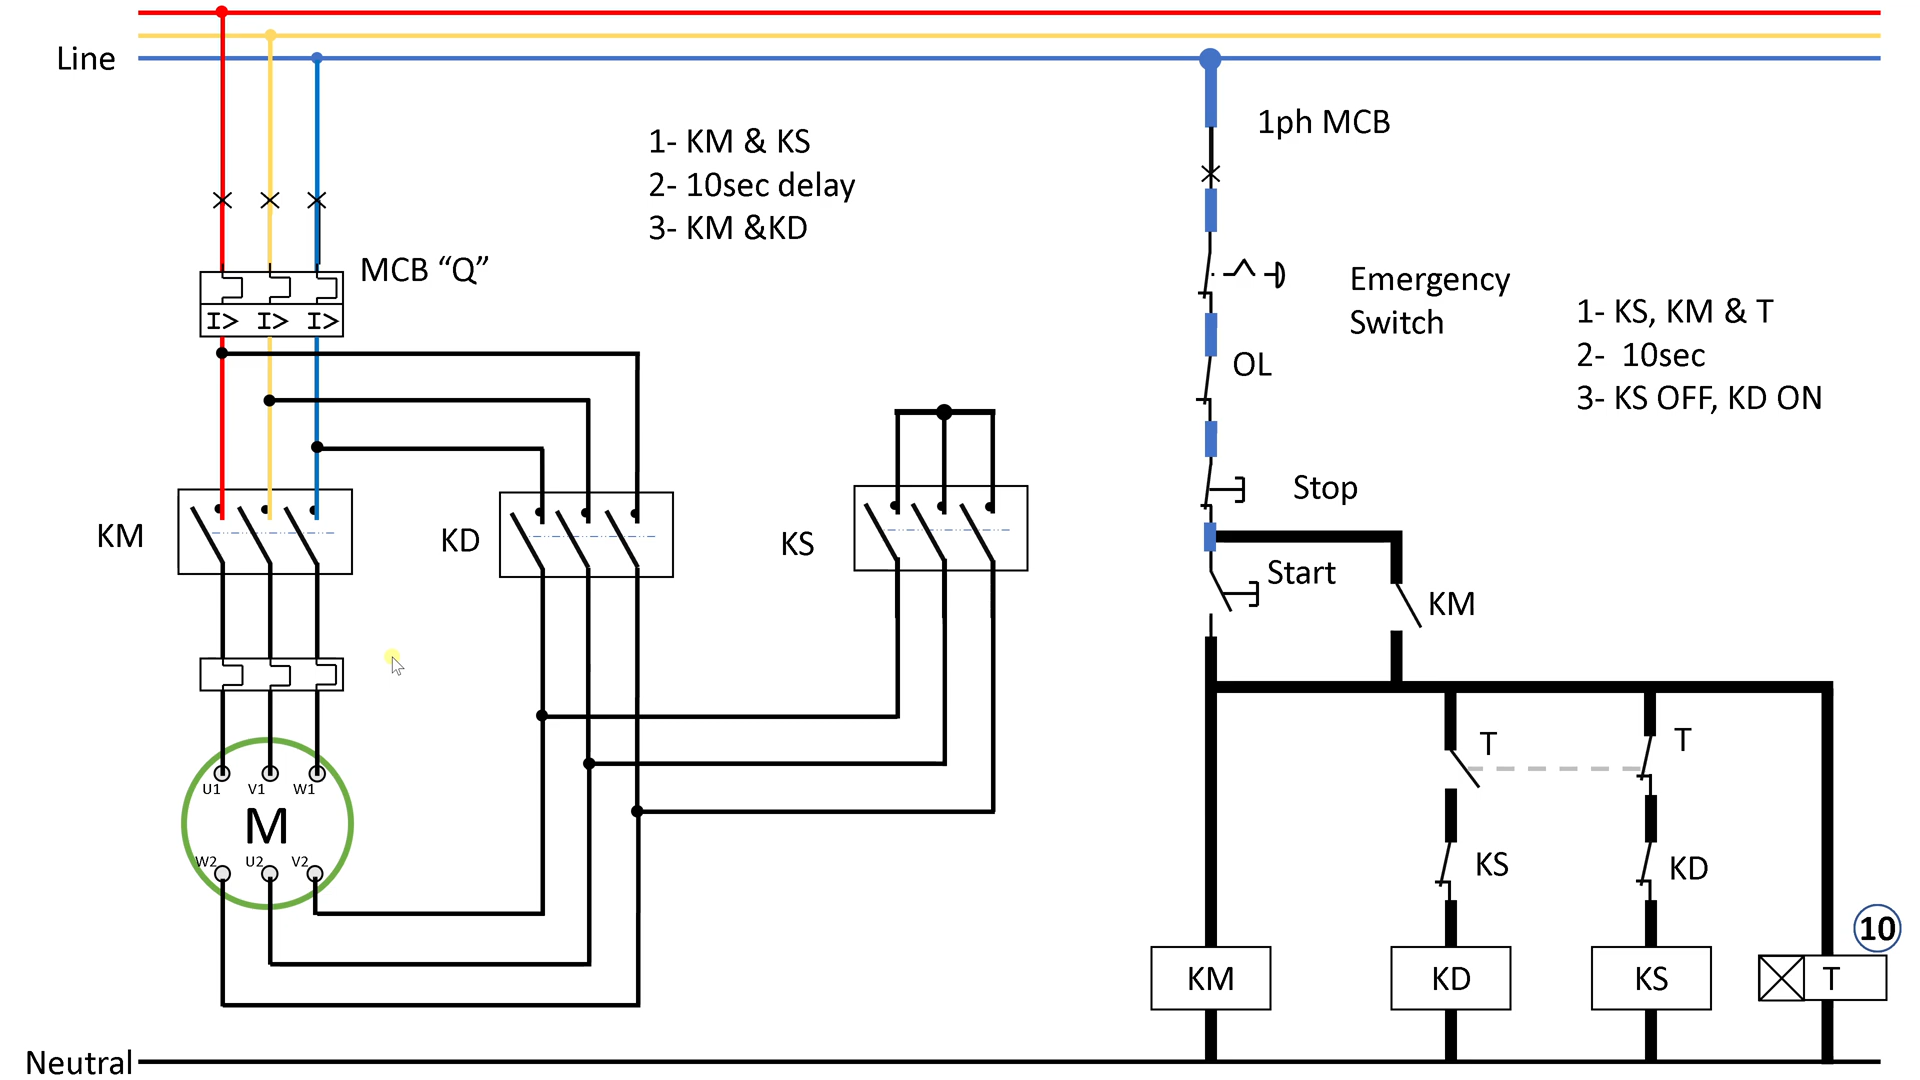 Line
1ph MCB
1- KM & KS
2- 10sec delay
3- KM &KD
MCB “Q”
I> I> I>
Emergency
Switch
OL
1- KS, KM & T
2- 10sec
3- KS OFF, KD ON
Stop
KM
KD
KS
Start
KM
T
T
U1 V1 W1
M
W2 U2 V2
KS
KD
10
KM
KD
KS
T
Neutral